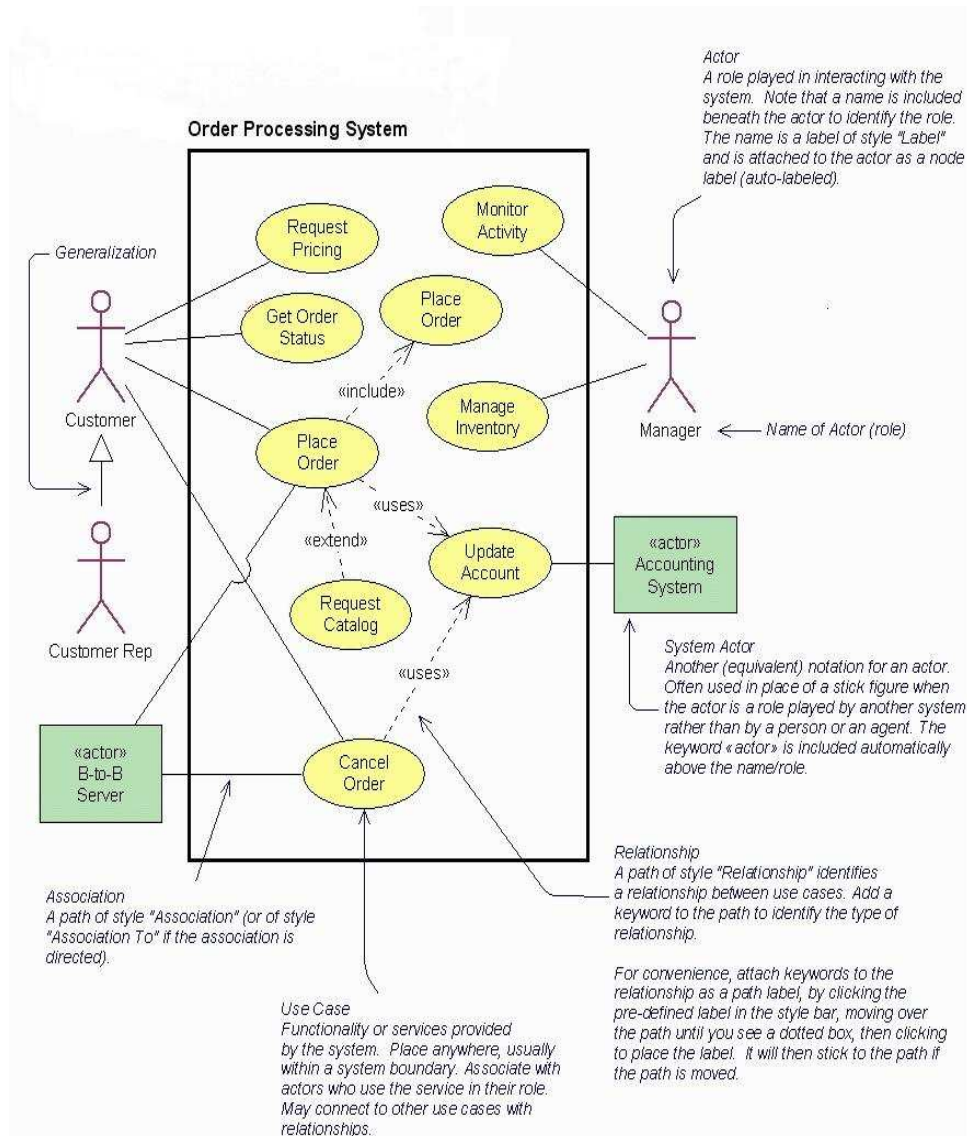 Actor
A role played in interacting with the
system. Note that a name is included
beneath the actor to identify the role.
The name is a label of style "Label"
and is attached to the actor as a node
label (auto-labeled).
Order Processing System
Generalization
Request
Pricing
Monitor
Activity
Get Order
Status
Place
Order
«include»
Customer
Place
Order
Manage
Inventory
Manager
Name of Actor (role)
«uses»
«extend»
Update
Account
«actor»
Accounting
System
Request
Catalog
Customer Rep
«uses»
System Actor
Another (equivalent) notation for an actor.
Often used in place of a stick figure when
the actor is a role played by another system
rather than by a person or an agent. The
keyword «actor» is included automatically
above the name/role.
«actor»
B-to-B
Server
Cancel
Order
Association
A path of style "Association" (or of style
"Association To" if the association is
directed).
Relationship
A path of style "Relationship" identifies
a relationship between use cases. Add a
keyword to the path to identify the type of
relationship.
For convenience, attach keywords to the
relationship as a path label, by clicking the
pre-defined label in the style bar, moving over
the path until you see a dotted box, then clicking
to place the label. It will then stick to the path if
the path is moved.
Use Case
Functionality or services provided
by the system. Place anywhere, usually
within a system boundary. Associate with
actors who use the service in their role.
May connect to other use cases with
relationships.